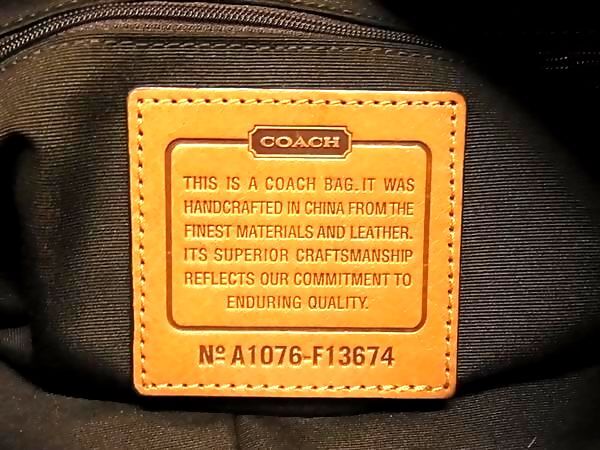 COACH
THIS IS A COACH BAG. IT WAS
HANDCRAFTED IN CHINA FROM THE
FINEST MATERIALS AND LEATHER.
ITS SUPERIOR CRAFTSMANSHIP
REFLECTS OUR COMMITMENT TO
ENDURING QUALITY.
Nº A1076-F13674